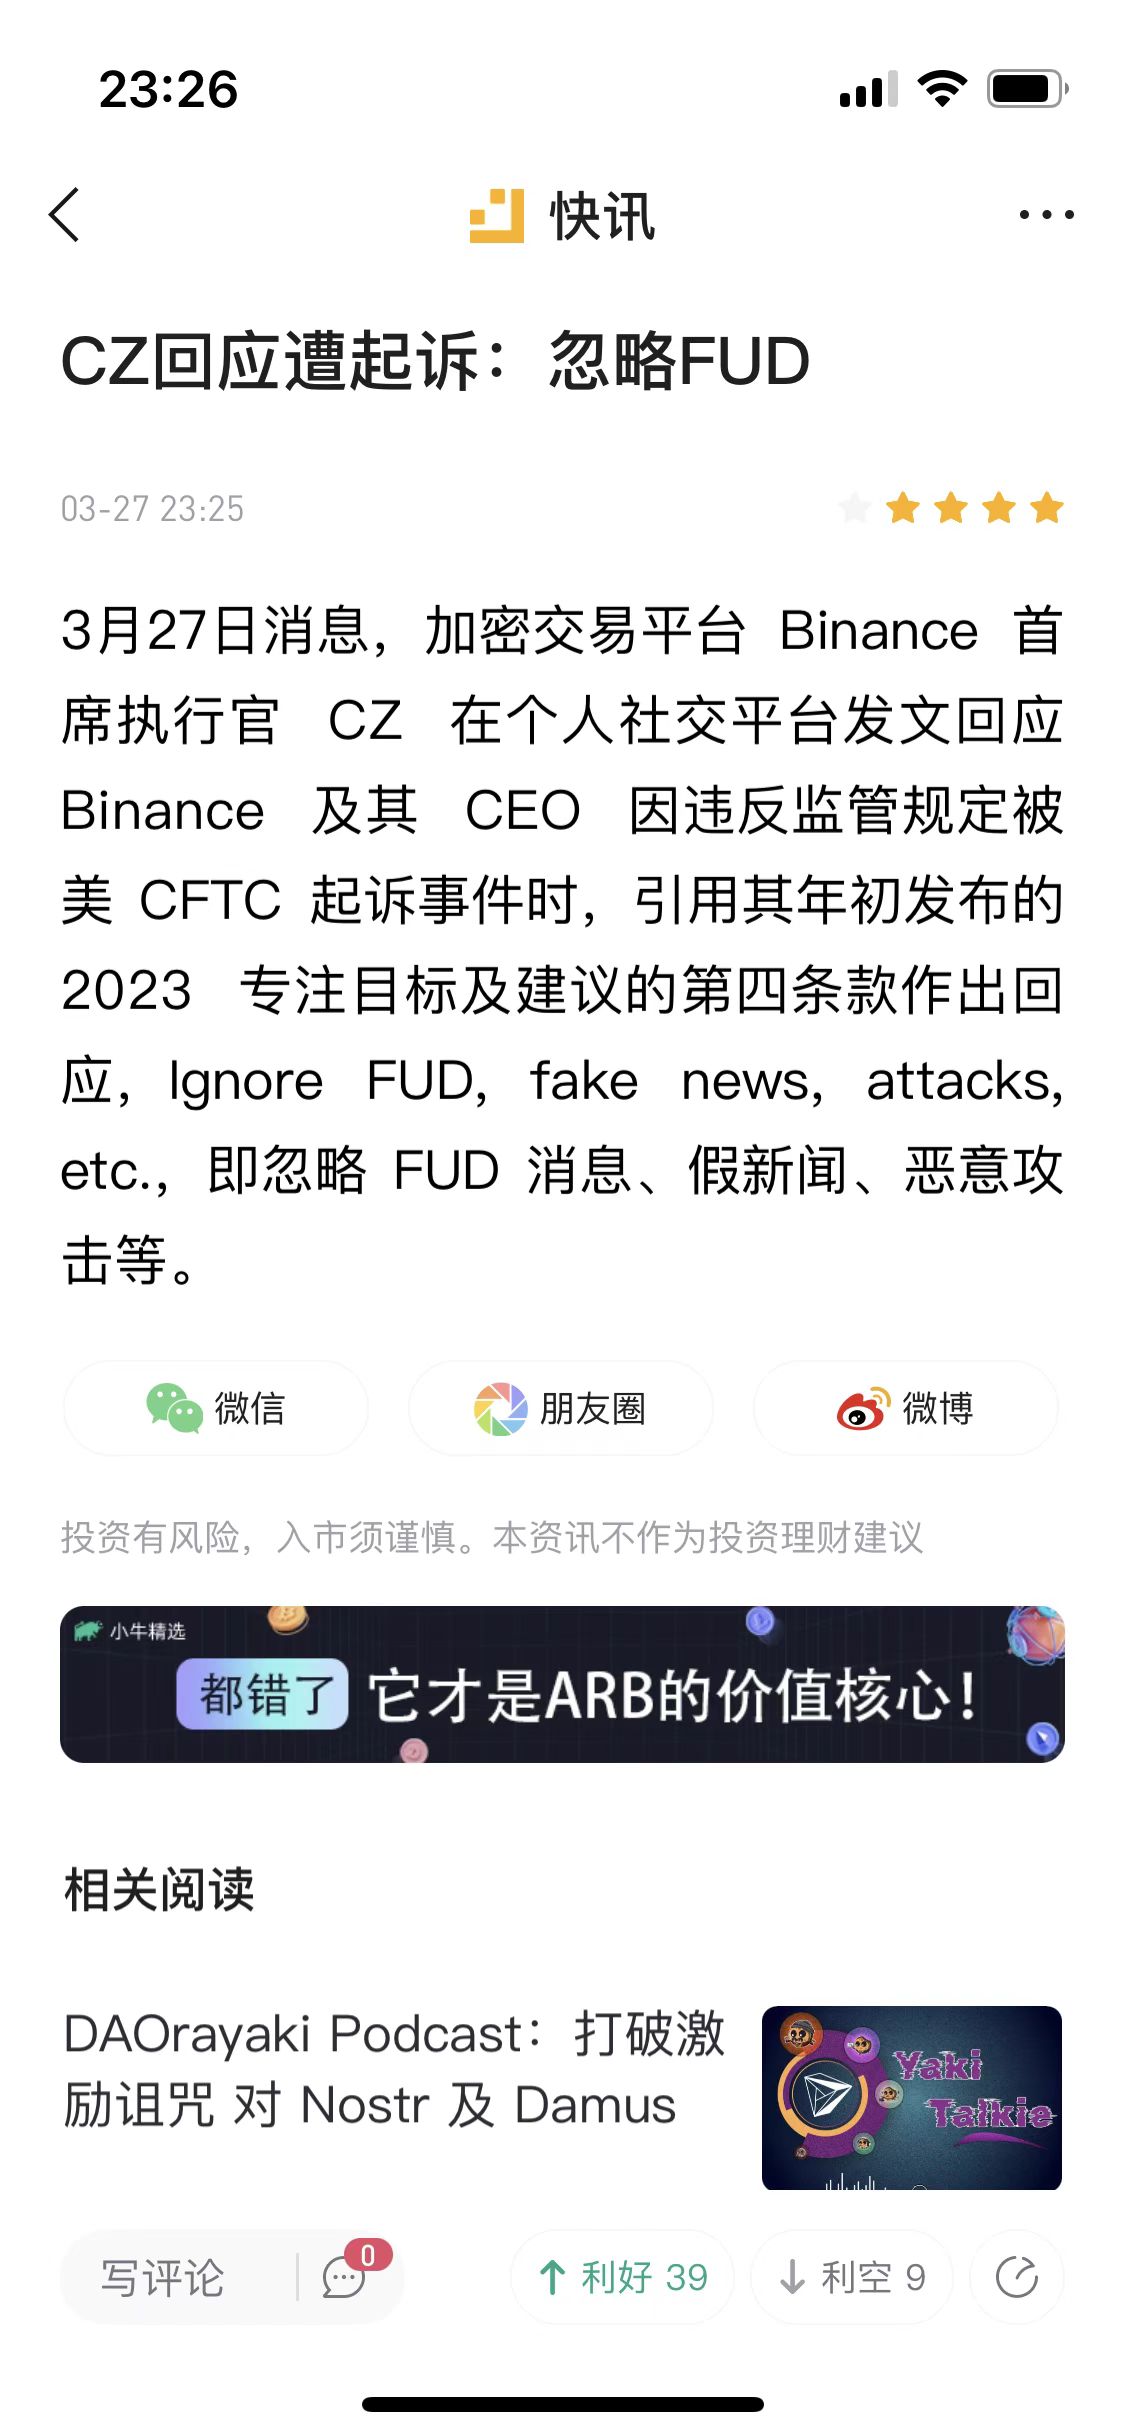 23:26
快讯
CZ回应遭起诉：忽略FUD
03-27 23:25
3月27日消息，加密交易平台 Binance 首
席执行官 CZ 在个人社交平台发文回应
Binance 及其 CEO 因违反监管规定被
美 CFTC 起诉事件时，引用其年初发布的
2023 专注目标及建议的第四条款作出回
应，Ignore FUD, fake news, attacks,
etc.，即忽略 FUD 消息、假新闻、恶意攻
击等。
微信
朋友圈
微博
投资有风险，入市须谨慎。本资讯不作为投资理财建议
小牛精选
都错了 它才是ARB的价值核心！
相关阅读
DAOrayaki Podcast：打破激
励诅咒 对 Nostr 及 Damus
Yaki
Talkie
写评论
0
利好 39
利空 9